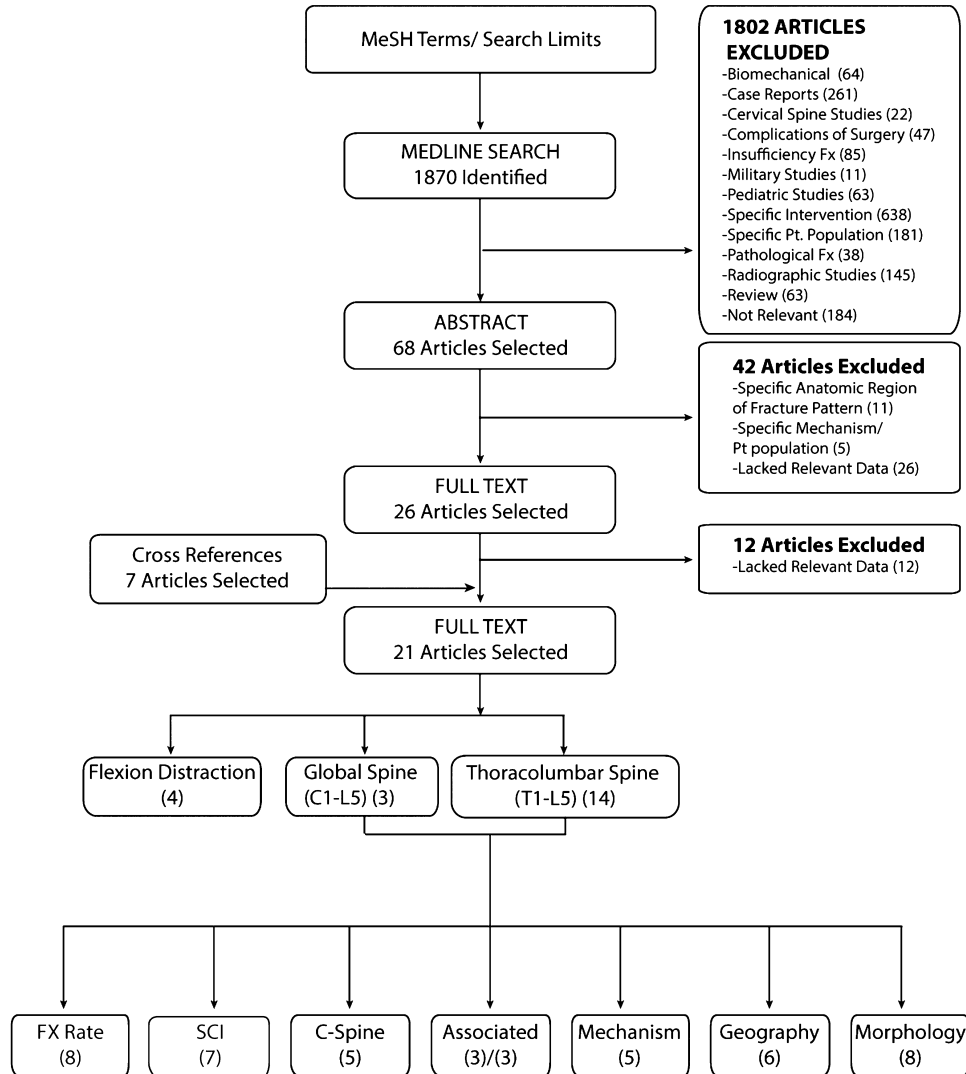 MeSH Terms/ Search Limits
1802 ARTICLES
EXCLUDED
-Biomechanical (64)
-Case Reports (261)
-Cervical Spine Studies (22)
-Complications of Surgery (47)
-Insufficiency Fx (85)
-Military Studies (11)
-Pediatric Studies (63)
-Specific Intervention (638)
-Specific Pt. Population (181)
-Pathological Fx (38)
-Radiographic Studies (145)
-Review (63)
-Not Relevant (184)
MEDLINE SEARCH
1870 Identified
ABSTRACT
68 Articles Selected
42 Articles Excluded
-Specific Anatomic Region
of Fracture Pattern (11)
-Specific Mechanism/
Pt population (5)
-Lacked Relevant Data (26)
FULL TEXT
26 Articles Selected
12 Articles Excluded
-Lacked Relevant Data (12)
Cross References
7 Articles Selected
FULL TEXT
21 Articles Selected
Flexion Distraction
(4)
Global Spine
(C1-L5) (3)
Thoracolumbar Spine
(T1-L5) (14)
FX Rate
(8)
SCI
(7)
C-Spine
(5)
Associated
(3)/(3)
Mechanism
(5)
Geography
(6)
Morphology
(8)